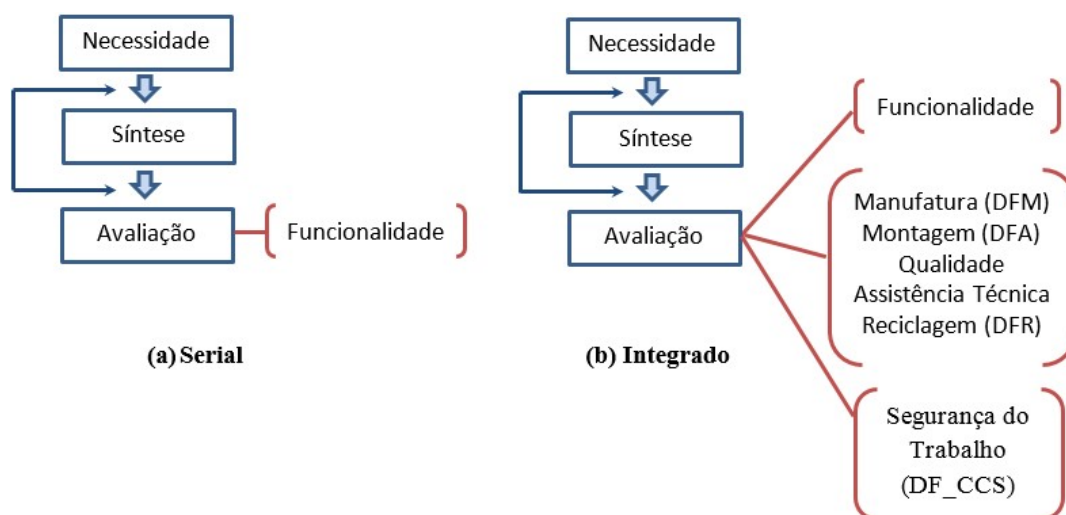 Necessidade
Síntese
Avaliação
Funcionalidade
(a) Serial
Necessidade
Síntese
Avaliação
Funcionalidade
Manufatura (DFM)
Montagem (DFA)
Qualidade
Assistência Técnica
Reciclagem (DFR)
Segurança do
Trabalho
(DF_CCS)
(b) Integrado